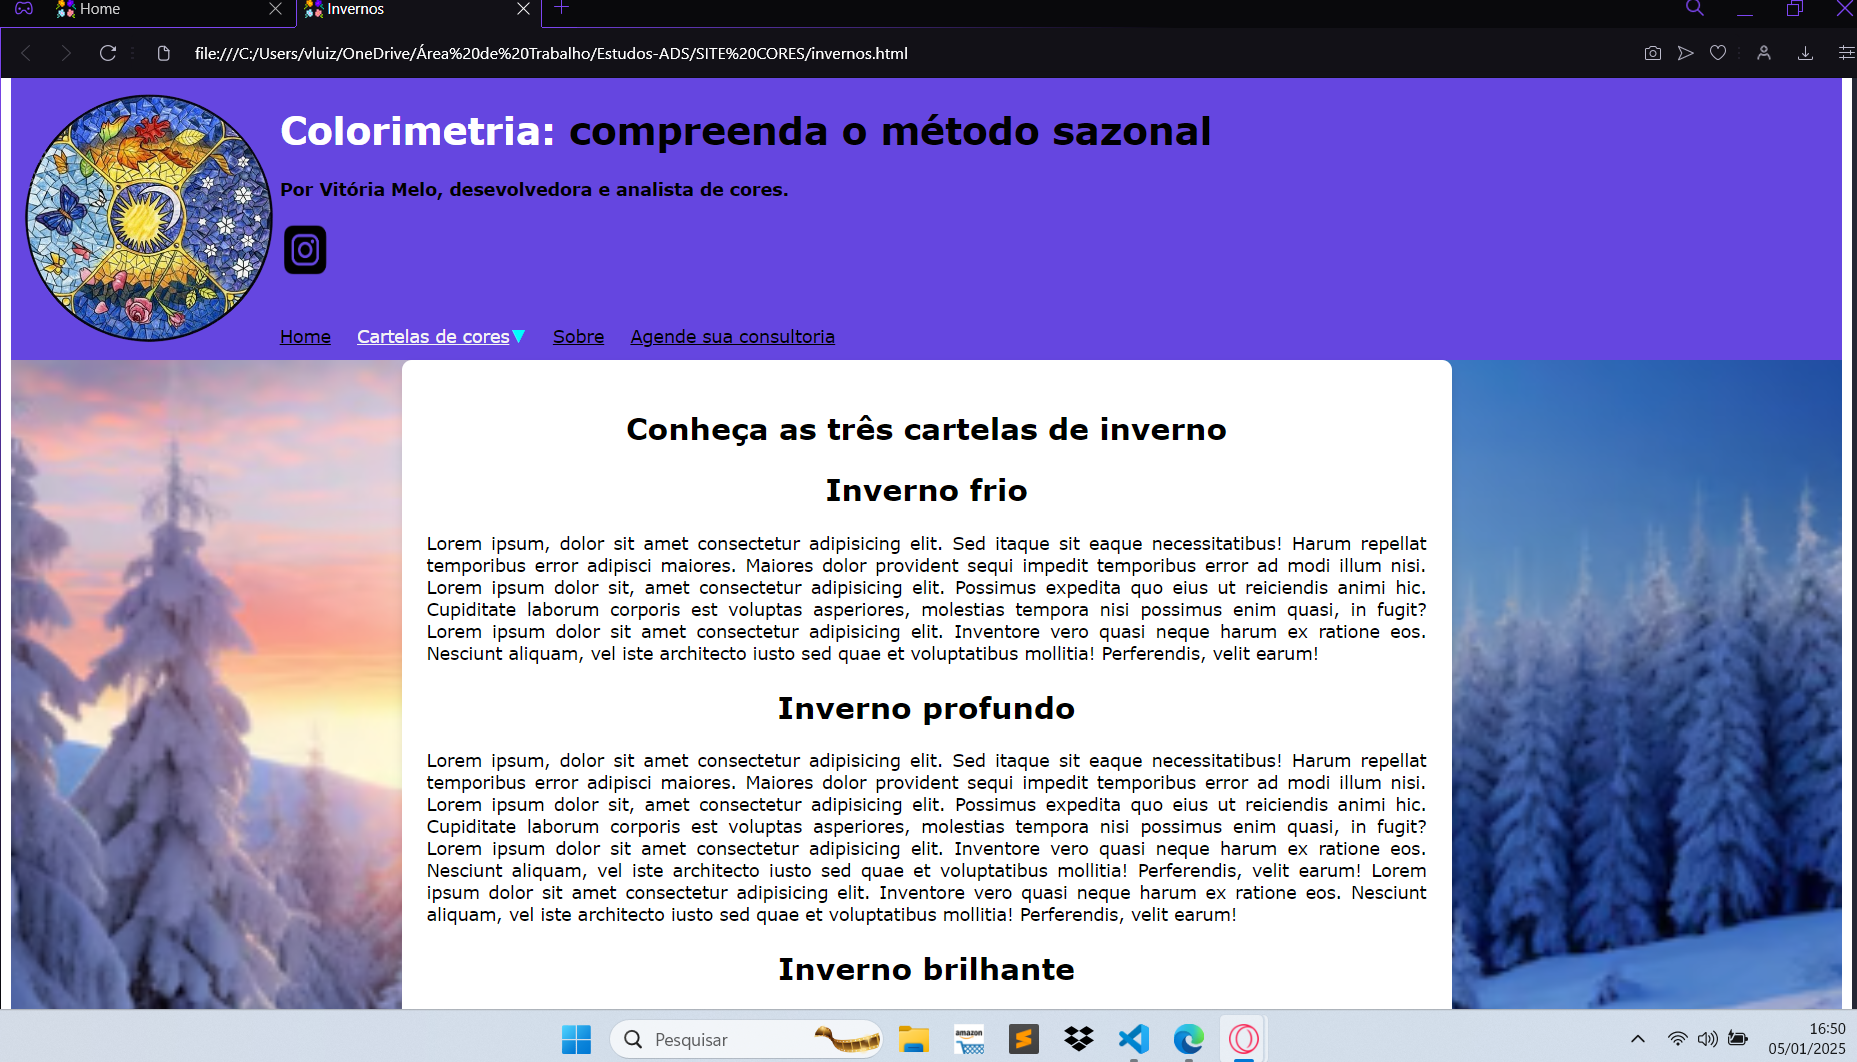 Home
Invernos
file:///C:/Users/vluiz/OneDrive/Área%20de%20Trabalho/Estudos-ADS/SITE%20CORES/invernos.html
Colorimetria: compreenda o método sazonal
Por Vitória Melo, desevolvedora e analista de cores.
Home Cartelas de cores▼ Sobre Agende sua consultoria
Conheça as três cartelas de inverno
Inverno frio
Lorem ipsum, dolor sit amet consectetur adipisicing elit. Sed itaque sit eaque necessitatibus! Harum repellat
temporibus error adipisci maiores. Maiores dolor provident sequi impedit temporibus error ad modi illum nisi.
Lorem ipsum dolor sit, amet consectetur adipisicing elit. Possimus expedita quo eius ut reiciendis animi hic.
Cupiditate laborum corporis est voluptas asperiores, molestias tempora nisi possimus enim quasi, in fugit?
Lorem ipsum dolor sit amet consectetur adipisicing elit. Inventore vero quasi neque harum ex ratione eos.
Nesciunt aliquam, vel iste architecto iusto sed quae et voluptatibus mollitia! Perferendis, velit earum!
Inverno profundo
Lorem ipsum, dolor sit amet consectetur adipisicing elit. Sed itaque sit eaque necessitatibus! Harum repellat
temporibus error adipisci maiores. Maiores dolor provident sequi impedit temporibus error ad modi illum nisi.
Lorem ipsum dolor sit, amet consectetur adipisicing elit. Possimus expedita quo eius ut reiciendis animi hic.
Cupiditate laborum corporis est voluptas asperiores, molestias tempora nisi possimus enim quasi, in fugit?
Lorem ipsum dolor sit amet consectetur adipisicing elit. Inventore vero quasi neque harum ex ratione eos.
Nesciunt aliquam, vel iste architecto iusto sed quae et voluptatibus mollitia! Perferendis, velit earum! Lorem
ipsum dolor sit amet consectetur adipisicing elit. Inventore vero quasi neque harum ex ratione eos. Nesciunt
aliquam, vel iste architecto iusto sed quae et voluptatibus mollitia! Perferendis, velit earum!
Inverno brilhante
Pesquisar
amazon
16:50
05/01/2025